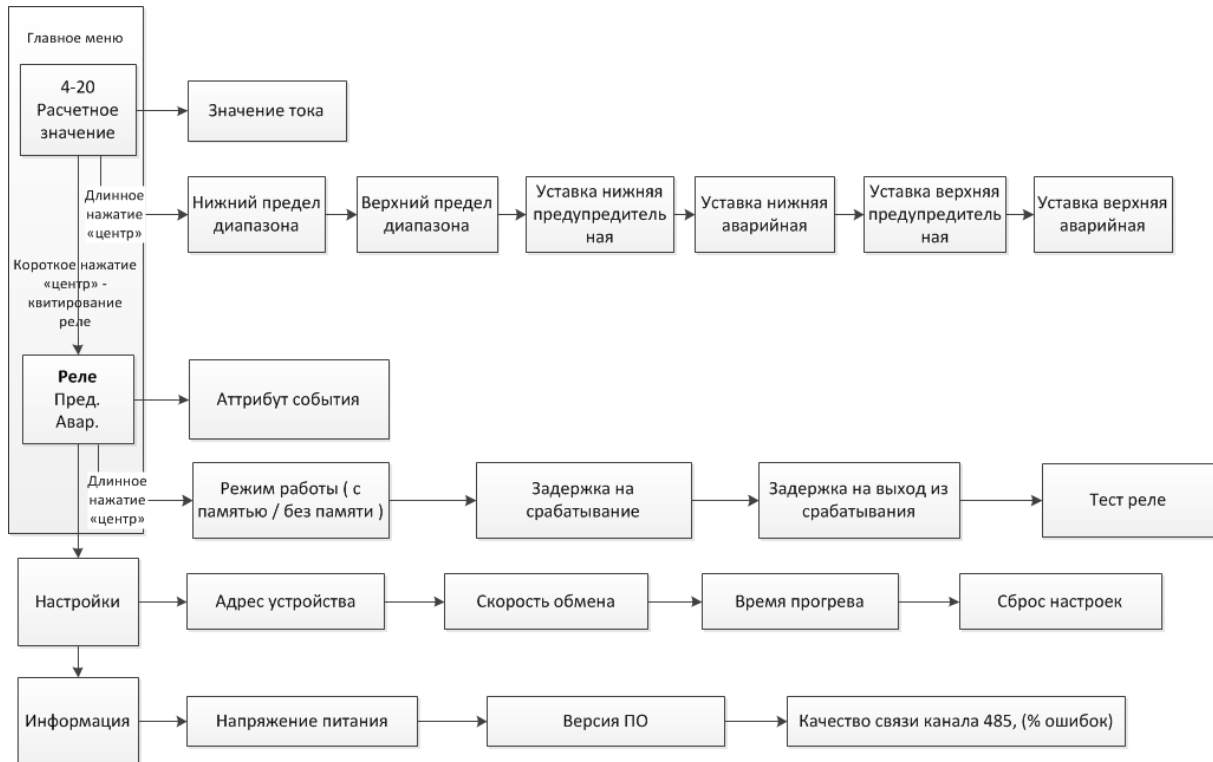 Главное меню
4-20
Расчетное
значение
Значение тока
Длинное
нажатие
«центр»
Нижний предел
диапазона
Верхний предел
диапазона
Уставка нижняя
предупредитель
ная
Уставка нижняя
аварийная
Уставка верхняя
предупредитель
ная
Уставка верхняя
аварийная
Короткое нажатие
«центр» -
квитирование
реле
Реле
Пред.
Авар.
Аттрибут события
Длинное
нажатие
«центр»
Режим работы ( с
памятью / без памяти )
Задержка на
срабатывание
Задержка на выход из
срабатывания
Тест реле
Настройки
Адрес устройства
Скорость обмена
Время прогрева
Сброс настроек
Информация
Напряжение питания
Версия ПО
Качество связи канала 485, (% ошибок)